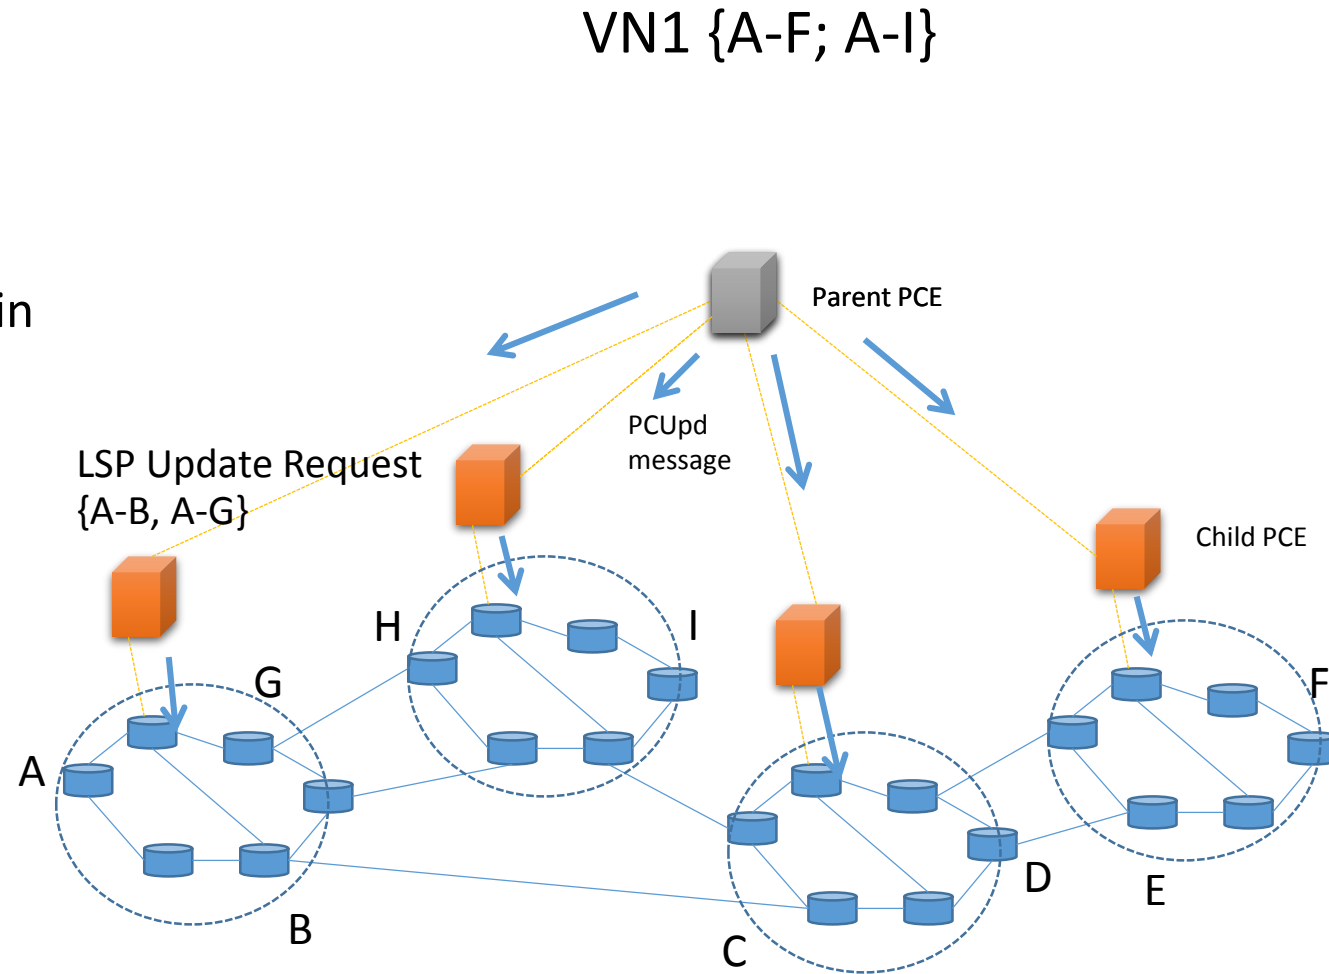 VN1 {A-F; A-I}
in
Parent PCE
PCUpd
message
LSP Update Request
{A-B, A-G}
Child PCE
H
I
G
F
A
D
E
B
C